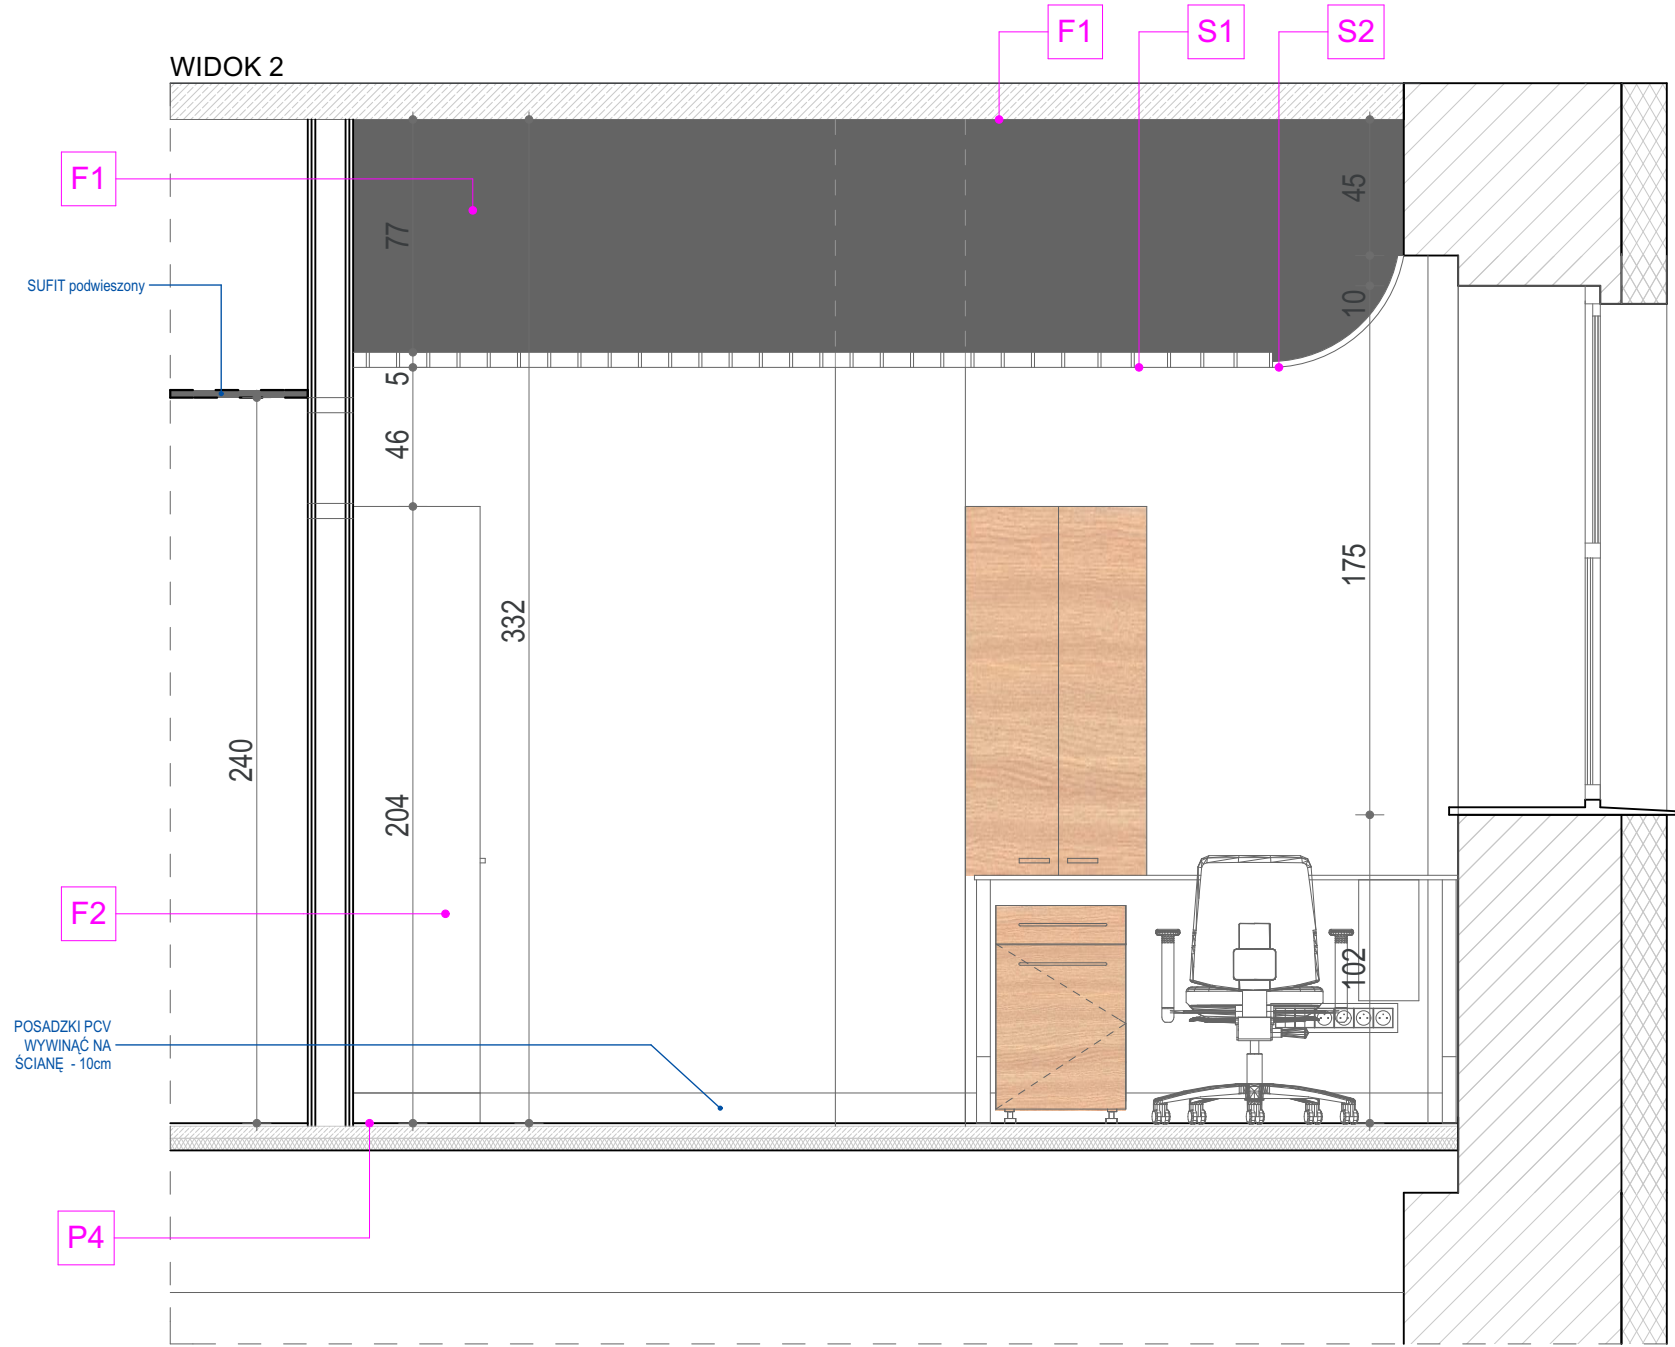 F1
S1
S2
WIDOK 2
F1
77
45
SUFIT podwieszony
10
5
46
175
332
240
204
F2
102
POSADZKI PCV
WYWINĄĆ NA
ŚCIANĘ - 10cm
P4